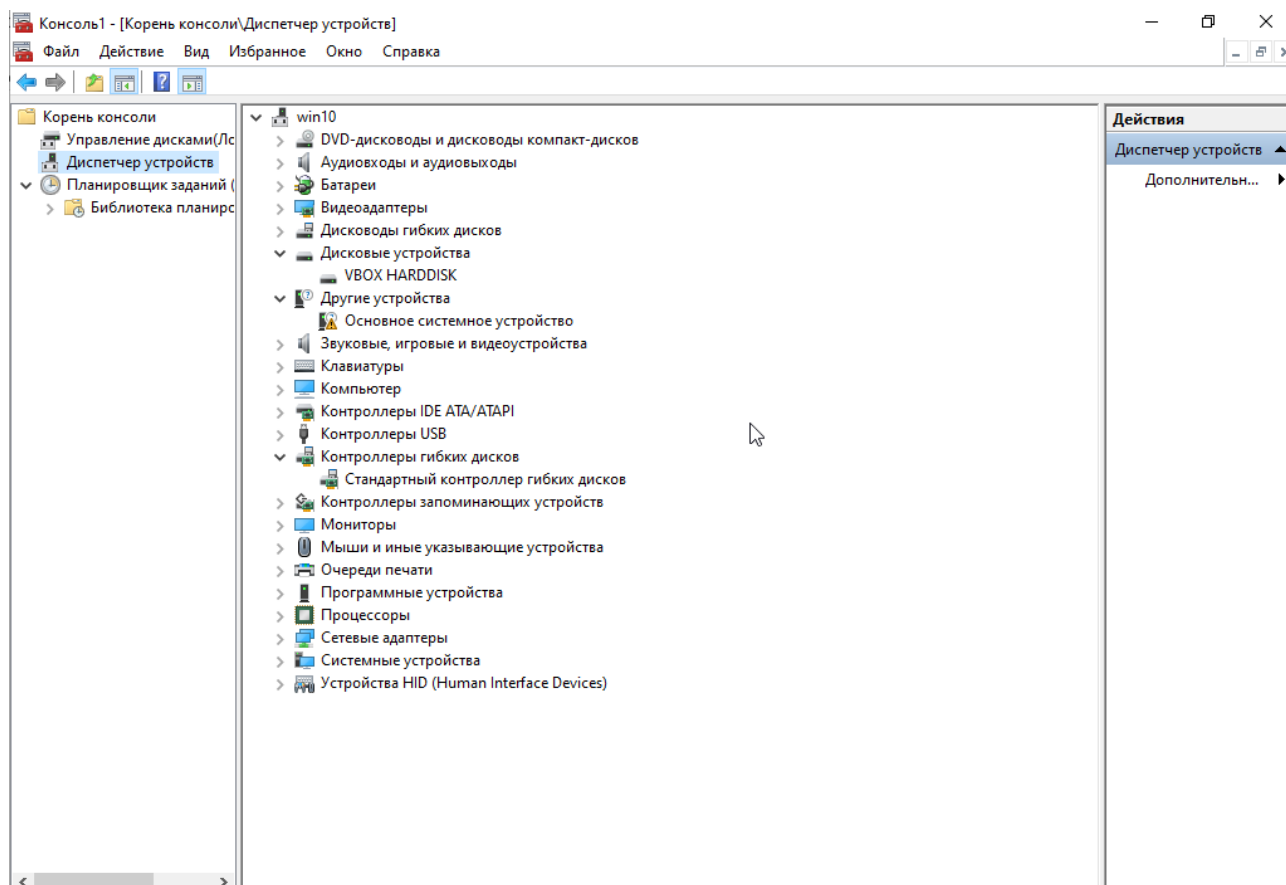 Консоль1 - [Корень консоли\Диспетчер устройств]
Файл Действие Вид Избранное Окно Справка
Корень консоли
Управление дисками(Лс
Диспетчер устройств
Планировщик заданий (
Библиотека планирс
win10
DVD-дисководы и дисководы компакт-дисков
Аудиовходы и аудиовыходы
Батареи
Видеоадаптеры
Дисководы гибких дисков
Дисковые устройства
VBOX HARDDISK
Другие устройства
Основное системное устройство
Звуковые, игровые и видеоустройства
Клавиатуры
Компьютер
Контроллеры IDE ATA/ATAPI
Контроллеры USB
Контроллеры гибких дисков
Стандартный контроллер гибких дисков
Контроллеры запоминающих устройств
Мониторы
Мыши и иные указывающие устройства
Очереди печати
Программные устройства
Процессоры
Сетевые адаптеры
Системные устройства
Устройства HID (Human Interface Devices)
Действия
Диспетчер устройств
Дополнительн...